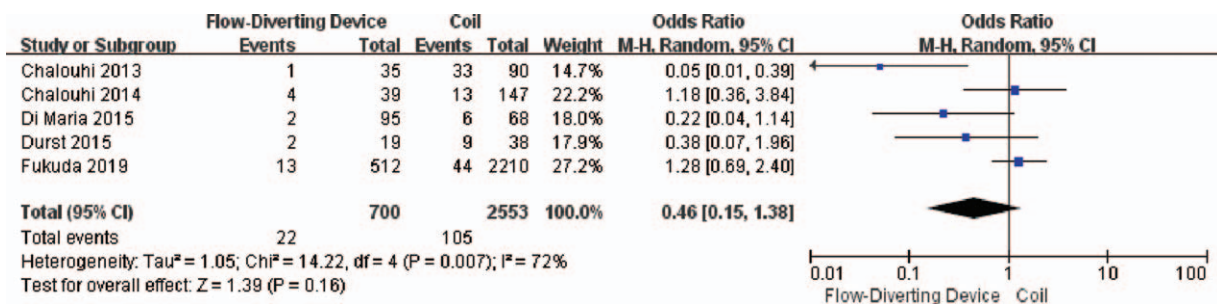 Flow-Diverting Device Coil Odds Ratio Odds Ratio
Study or Subgroup Events Total Events Total Weight M-H, Random, 95% CI M-H, Random, 95% CI
Chalouhi 2013 1 35 33 90 14.7% 0.05 [0.01, 0.39]
Chalouhi 2014 4 39 13 147 22.2% 1.18 [0.36, 3.84]
Di Maria 2015 2 95 6 68 18.0% 0.22 [0.04, 1.14]
Durst 2015 2 19 9 38 17.9% 0.38 [0.07, 1.96]
Fukuda 2019 13 512 44 2210 27.2% 1.28 [0.69, 2.40]
Total (95% CI) 700 2553 100.0% 0.46 [0.15, 1.38]
Total events 22 105
Heterogeneity: Tau² = 1.05; Chi² = 14.22, df = 4 (P = 0.007); I² = 72%
Test for overall effect: Z = 1.39 (P = 0.16)
0.01 0.1 1 10 100
Flow-Diverting Device Coil